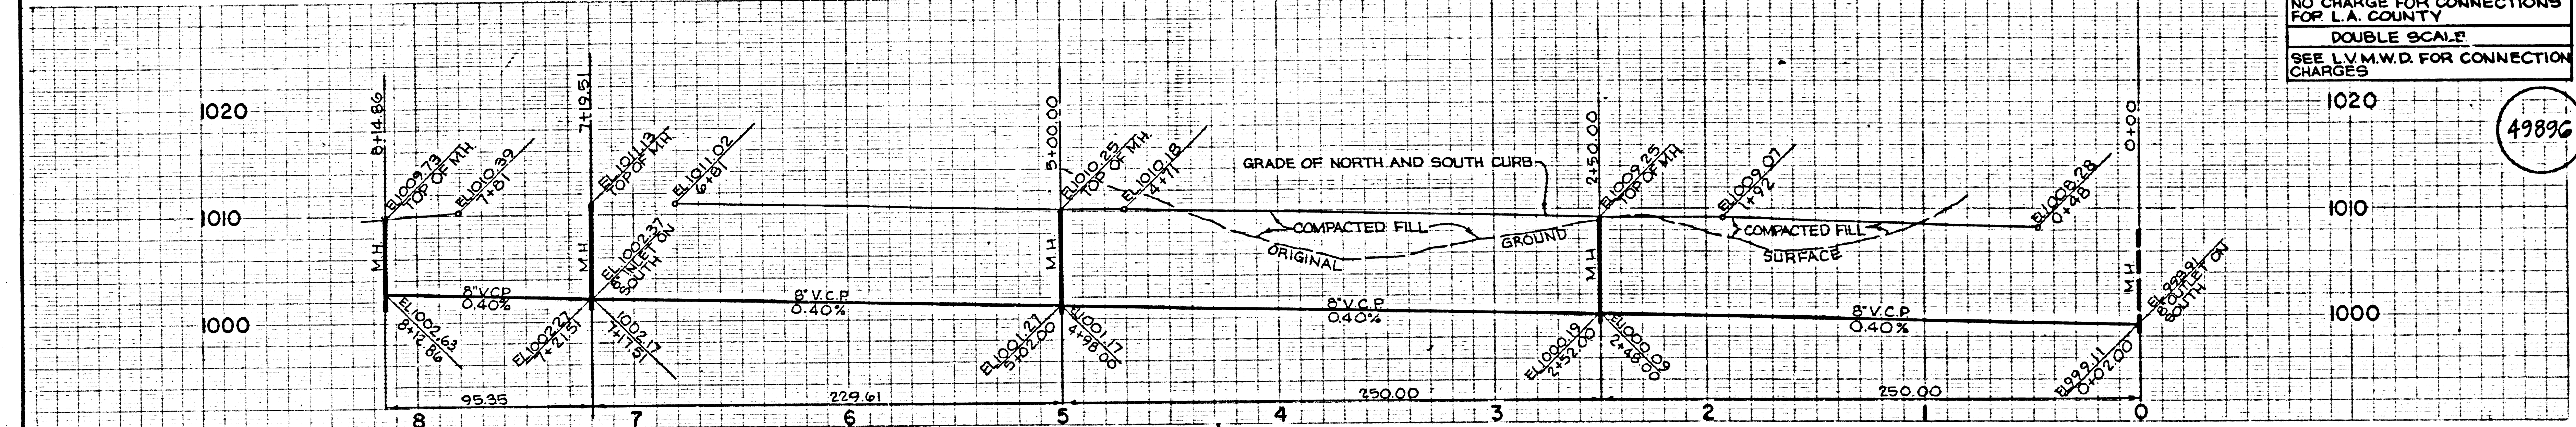 NO CHARGE FOR CONNECTIONS
FOR L.A. COUNTY
DOUBLE SCALE
SEE L.V.M.W.D. FOR CONNECTION
CHARGES
49896
1020
1010
1000
8+14.86
EL1009.73
TOP OF M.H.
EL1010.39
7+81
M.H.
8" V.C.P.
0.40%
EL1002.63
8+12.86
7+19.51
EL1011.13
TOP OF M.H.
EL1011.02
6+81
M.H.
EL1002.37
6" INLET ON
SOUTH
EL1002.27
7+21.51
1002.17
7+17.51
8" V.C.P.
0.40%
5+00.00
EL1010.25
TOP OF M.H.
EL1010.18
4+71
M.H.
EL1001.27
5+02.00
EL1001.17
4+98.00
GRADE OF NORTH AND SOUTH CURB
COMPACTED FILL
ORIGINAL
GROUND
SURFACE
COMPACTED FILL
8" V.C.P.
0.40%
2+50.00
EL1009.25
TOP OF M.H.
EL1009.07
1+92
M.H.
EL1000.19
2+52.00
EL1000.09
2+48.00
8" V.C.P.
0.40%
0+00
EL1008.28
0+48
M.H.
EL999.91
8" OUTLET ON
SOUTH
EL999.11
0+02.00
1020
1010
1000
95.35
229.61
250.00
250.00
8
7
6
5
4
3
2
1
0